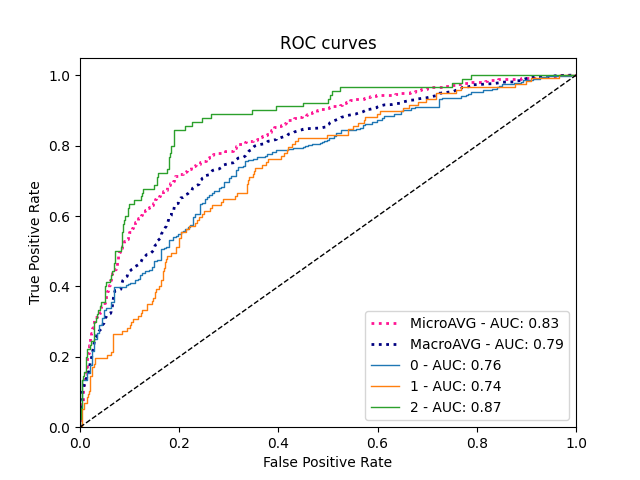 ROC curves
True Positive Rate
1.0
0.8
0.6
0.4
0.2
0.0
MicroAVG - AUC: 0.83
MacroAVG - AUC: 0.79
0 - AUC: 0.76
1 - AUC: 0.74
2 - AUC: 0.87
0.0 0.2 0.4 0.6 0.8 1.0
False Positive Rate